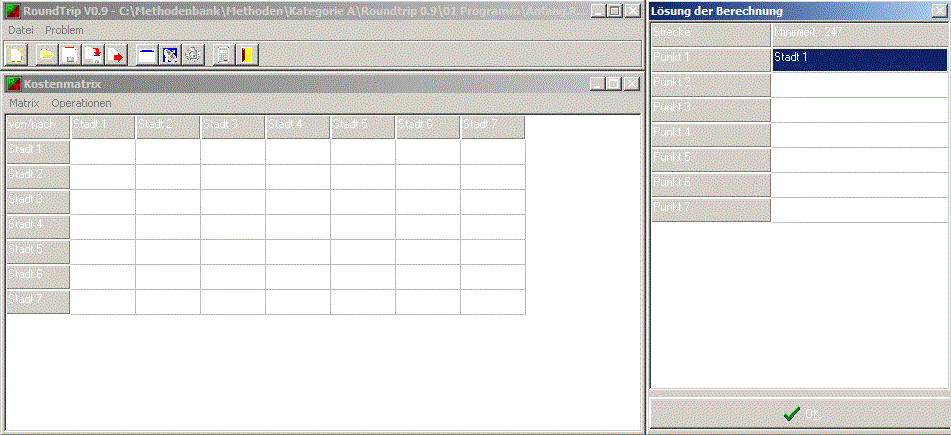 RoundTrip V0.9 - C:\Methodenbank\Methoden\Kategorie A\Roundtrip 0.9\01 Programm\Anfang.R...
Datei Problem
Kostenmatrix
Matrix Operationen
von/nach Stadt 1 Stadt 2 Stadt 3 Stadt 4 Stadt 5 Stadt 6 Stadt 7
Stadt 1
Stadt 2
Stadt 3
Stadt 4
Stadt 5
Stadt 6
Stadt 7
Lösung der Berechnung
Strecke Minimiert : 247
Punkt 1 Stadt 1
Punkt 2
Punkt 3
Punkt 4
Punkt 5
Punkt 6
Punkt 7
OK